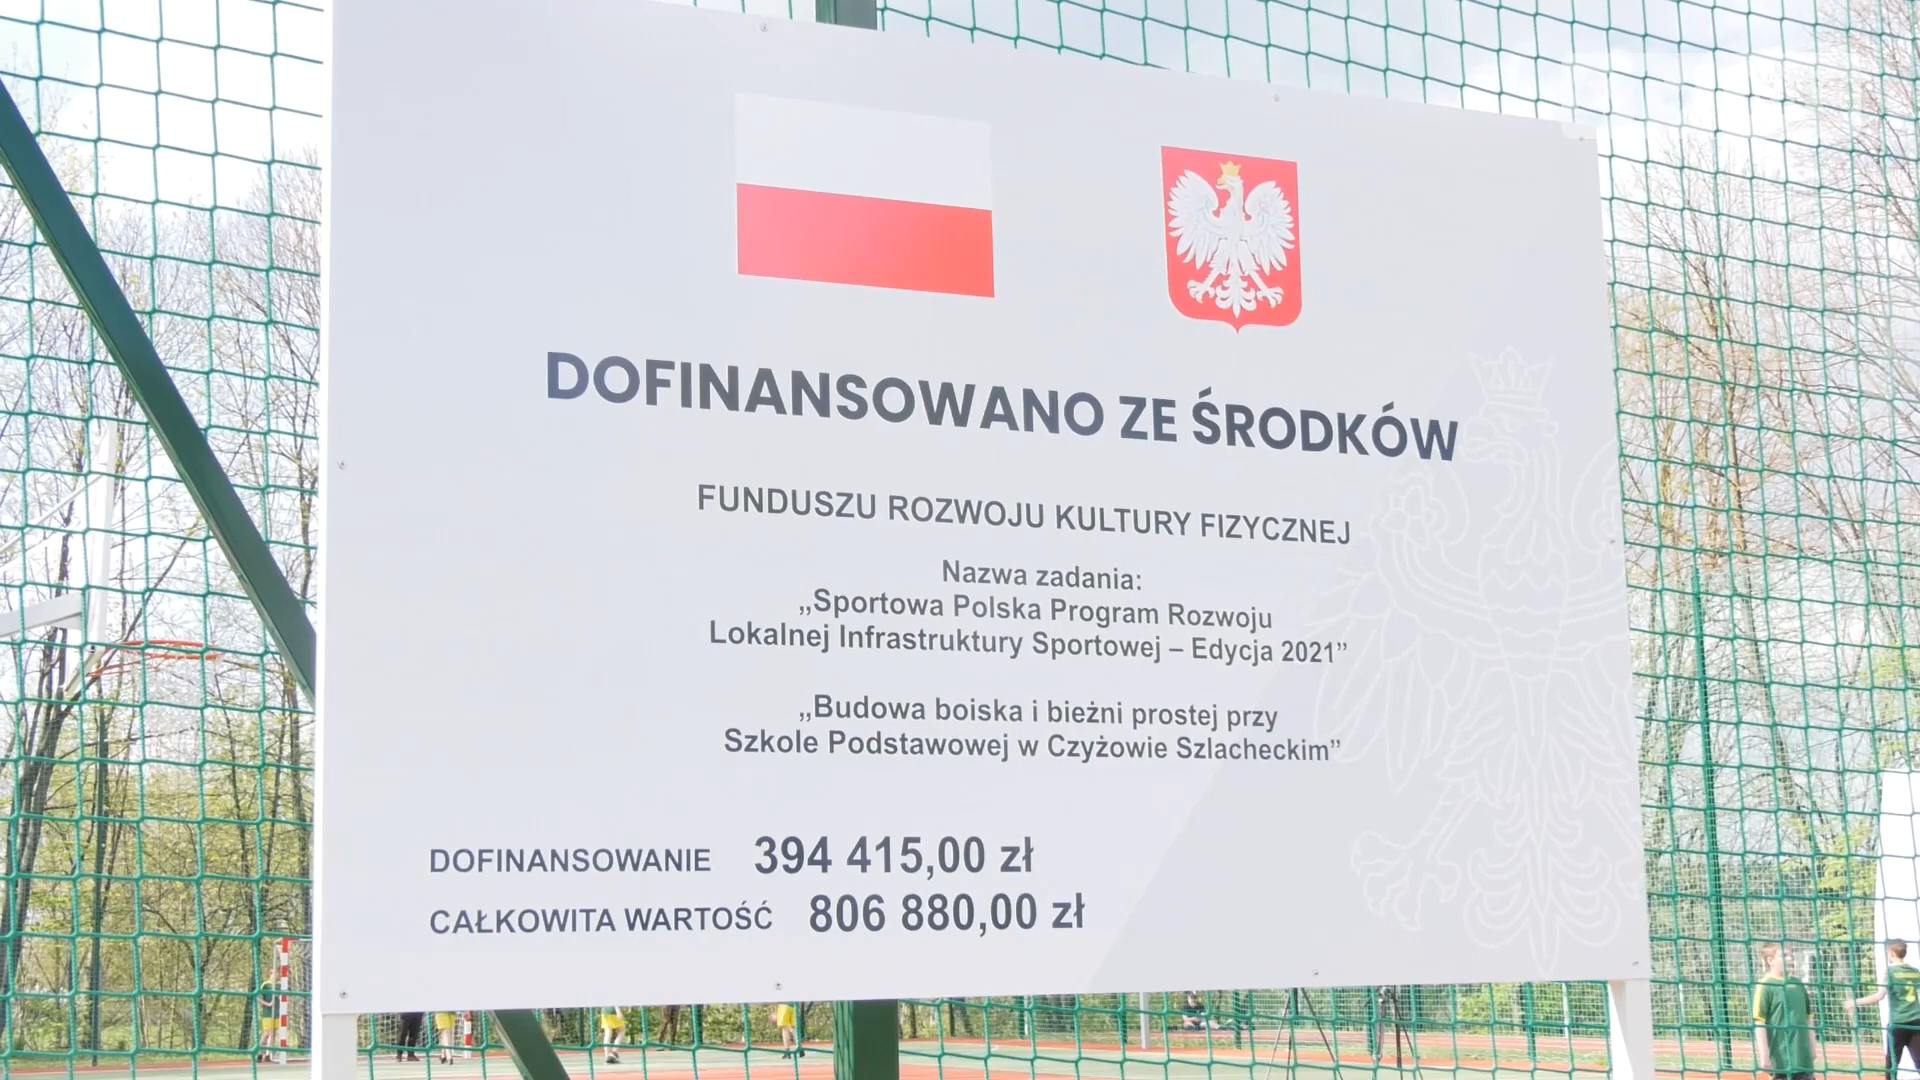 DOFINANSOWANO ZE ŚRODKÓW
FUNDUSZU ROZWOJU KULTURY FIZYCZNEJ
Nazwa zadania:
„Sportowa Polska Program Rozwoju
Lokalnej Infrastruktury Sportowej – Edycja 2021”
„Budowa boiska i bieżni prostej przy
Szkole Podstawowej w Czyżowie Szlacheckim”
DOFINANSOWANIE 394 415,00 zł
CAŁKOWITA WARTOŚĆ 806 880,00 zł